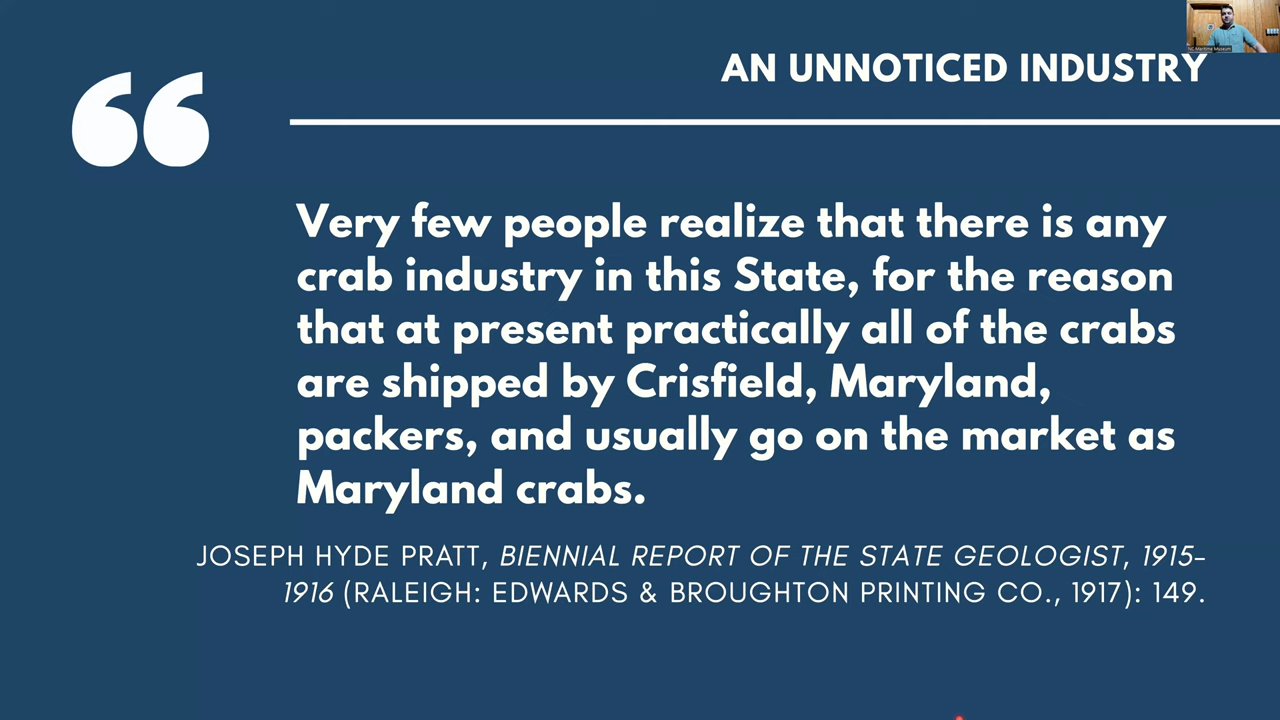 NC Maritime Museum
AN UNNOTICED INDUSTRY
“
Very few people realize that there is any
crab industry in this State, for the reason
that at present practically all of the crabs
are shipped by Crisfield, Maryland,
packers, and usually go on the market as
Maryland crabs.
JOSEPH HYDE PRATT, BIENNIAL REPORT OF THE STATE GEOLOGIST, 1915-
1916 (RALEIGH: EDWARDS & BROUGHTON PRINTING CO., 1917): 149.